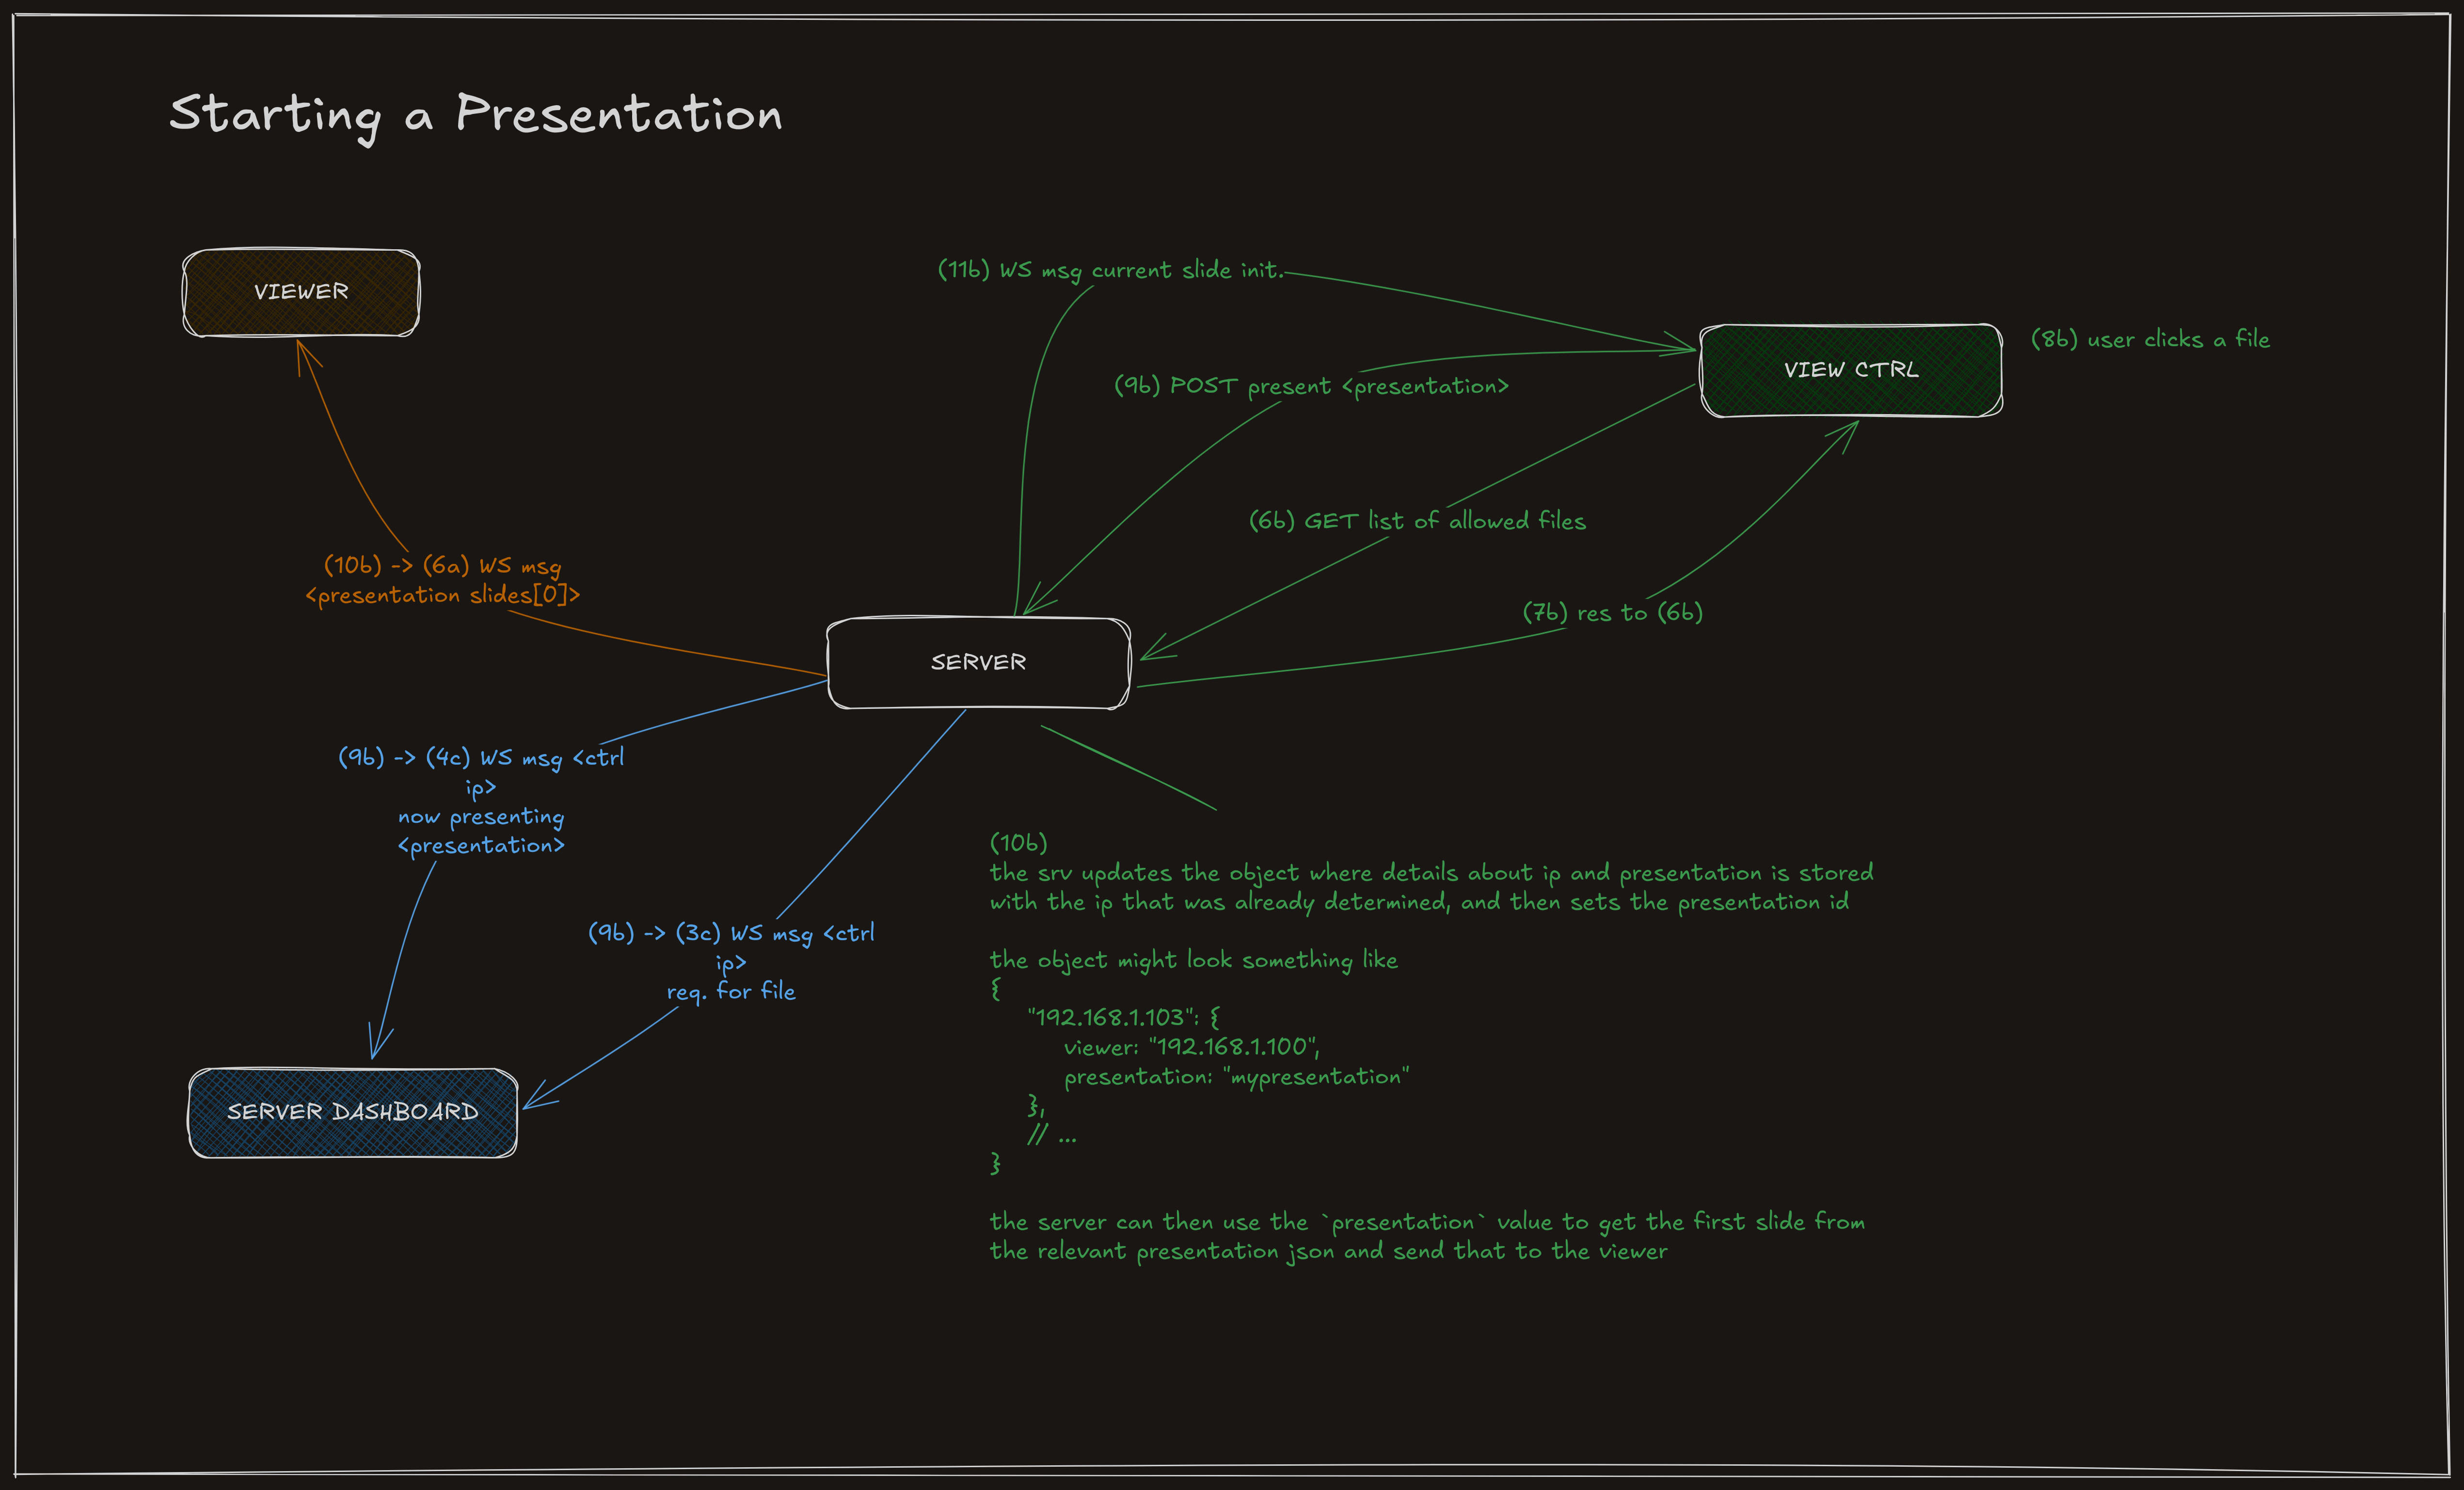 Starting a Presentation
VIEWER
(11b) WS msg current slide init.
(8b) user clicks a file
VIEW CTRL
(9b) POST present <presentation>
(6b) GET list of allowed files
(10b) -> (6a) WS msg
<presentation slides[0]>
(7b) res to (6b)
SERVER
(9b) -> (4c) WS msg <ctrl
ip>
now presenting
<presentation>
(9b) -> (3c) WS msg <ctrl
ip>
req. for file
SERVER DASHBOARD
(10b)
the srv updates the object where details about ip and presentation is stored
with the ip that was already determined, and then sets the presentation id
the object might look something like
{
"192.168.1.103": {
viewer: "192.168.1.100",
presentation: "mypresentation"
},
// ...
}
the server can then use the `presentation` value to get the first slide from
the relevant presentation json and send that to the viewer